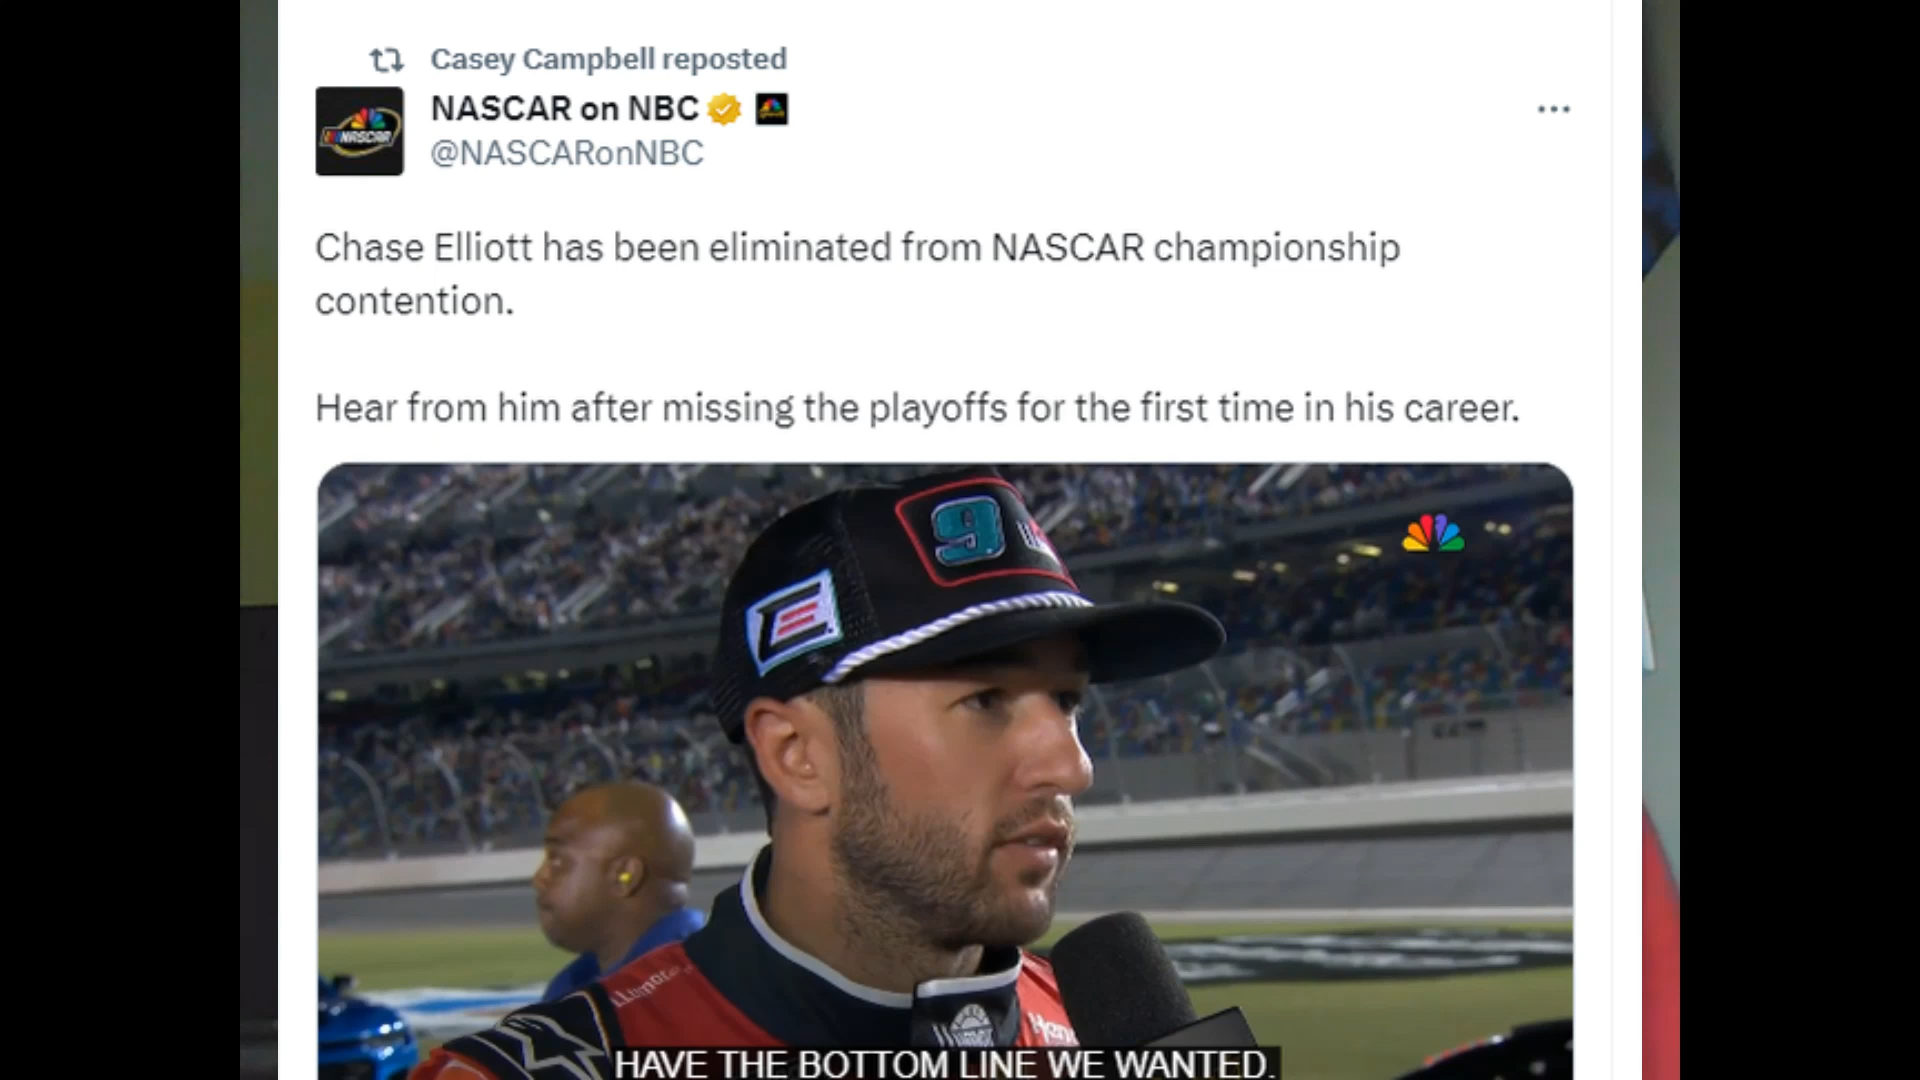 Casey Campbell reposted
NASCAR on NBC
@NASCARonNBC
NASCAR
Chase Elliott has been eliminated from NASCAR championship
contention.
Hear from him after missing the playoffs for the first time in his career.
9
E
HAVE THE BOTTOM LINE WE WANTED.